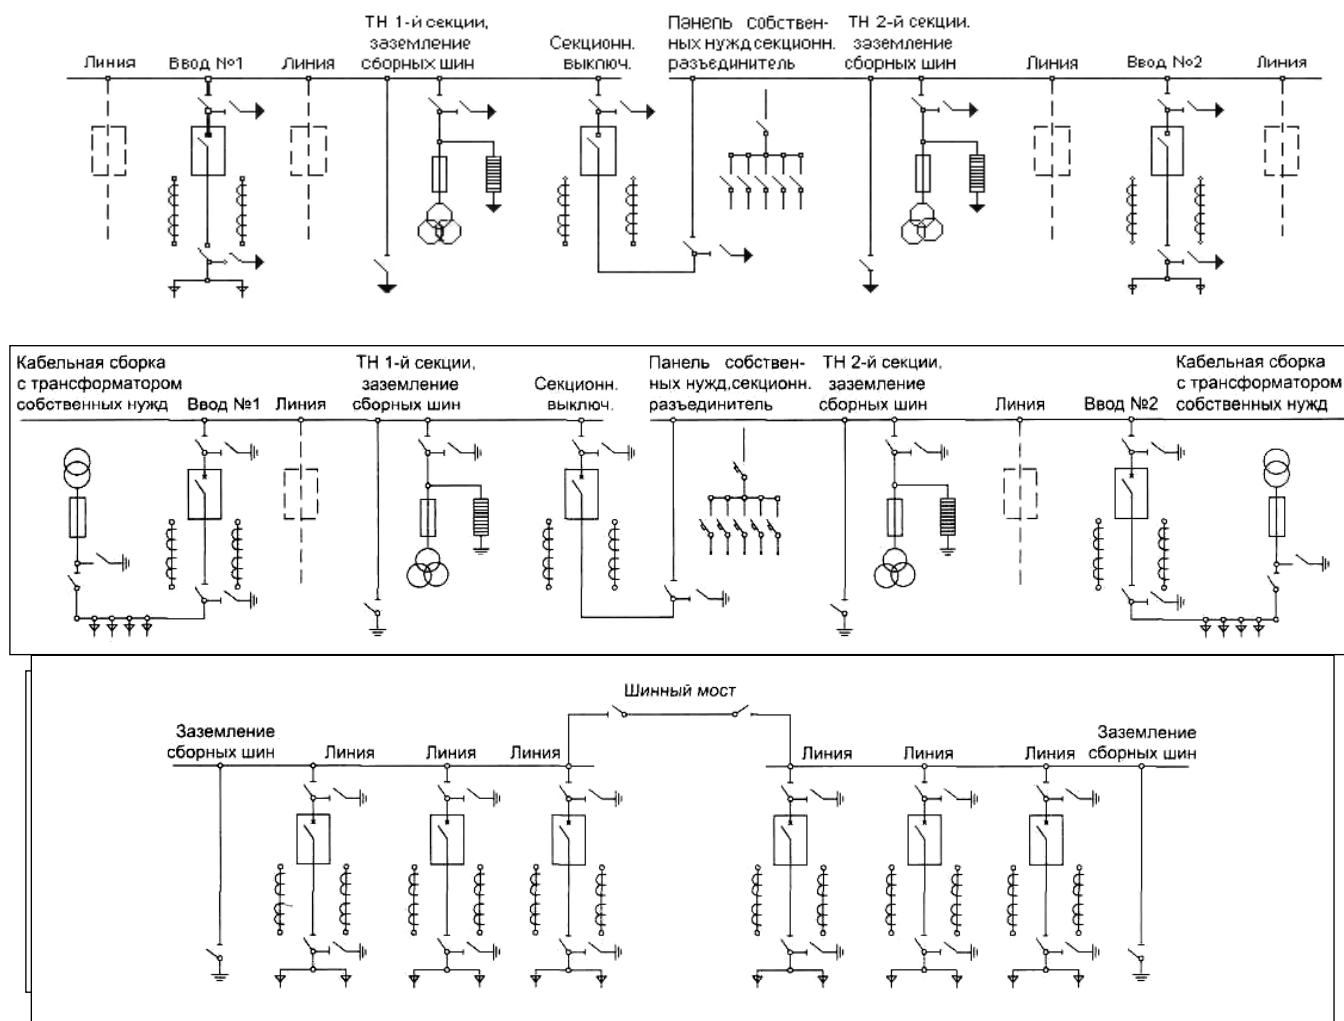 ТН 1-й секции,
заземление
сборных шин
Секционн.
выключ.
Панель собствен-
ных нужд,секционн.
разъединитель
ТН 2-й секции.
заземление
сборных шин
Линия
Ввод №1
Линия
Линия
Ввод №2
Линия
Кабельная сборка
с трансформатором
собственных нужд
Ввод №1
Линия
ТН 1-й секции,
заземление
сборных шин
Секционн.
выключ.
Панель собствен-
ных нужд,секционн.
разъединитель
ТН 2-й секции,
заземление
сборных шин
Линия
Ввод №2
Кабельная сборка
с трансформатором
собственных нужд
Шинный мост
Заземление
сборных шин
Линия
Линия
Линия
Линия
Линия
Линия
Заземление
сборных шин